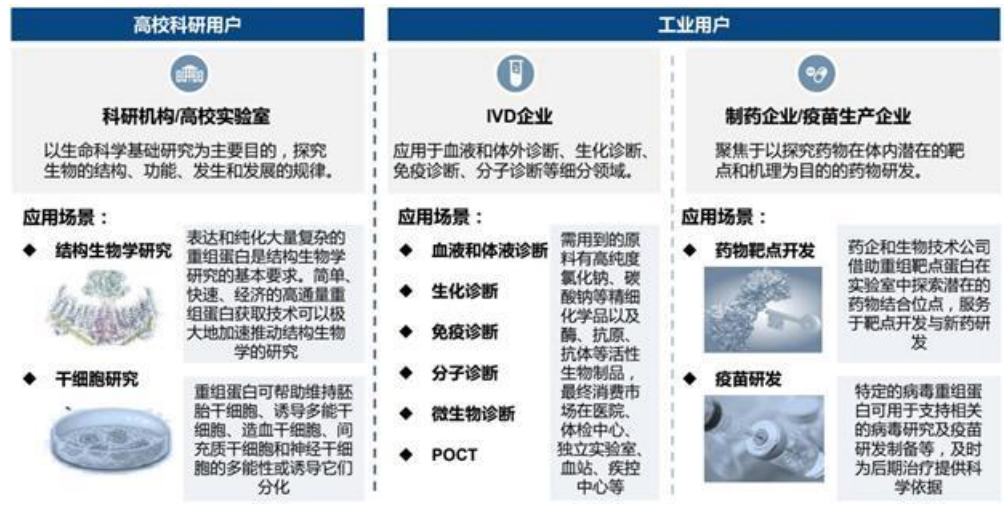 高校科研用户
工业用户
科研机构/高校实验室
以生命科学基础研究为主要目的，探究
生物的结构、功能、发生和发展的规律。
应用场景：
◆ 结构生物学研究
表达和纯化大量复杂的
重组蛋白是结构生物学
研究的基本要求。简单、
快速、经济的高通量重
组蛋白获取技术可以极
大地加速推动结构生物
学的研究
◆ 干细胞研究
重组蛋白可帮助维持胚
胎干细胞、诱导多能干
细胞、造血干细胞、间
充质干细胞和神经干细
胞的多能性或诱导它们
分化
IVD企业
应用于血液和体外诊断、生化诊断、
免疫诊断、分子诊断等细分领域。
应用场景：
◆ 血液和体液诊断
◆ 生化诊断
◆ 免疫诊断
◆ 分子诊断
◆ 微生物诊断
◆ POCT
需用到的原
料有高纯度
氯化钠、碳
酸钠等精细
化学品以及
酶、抗原、
抗体等活性
生物制品，
最终消费市
场在医院、
体检中心、
独立实验室、
血站、疾控
中心等
制药企业/疫苗生产企业
聚焦于以探究药物在体内潜在的靶
点和机理为目的的药物研发。
应用场景：
◆ 药物靶点开发
药企和生物技术公司
借助重组靶点蛋白在
实验室中探索潜在的
药物结合位点，服务
于靶点开发与新药研
发
◆ 疫苗研发
特定的病毒重组蛋
白可用于支持相关
的病毒研究及疫苗
研发制备等，及时
为后期治疗提供科
学依据